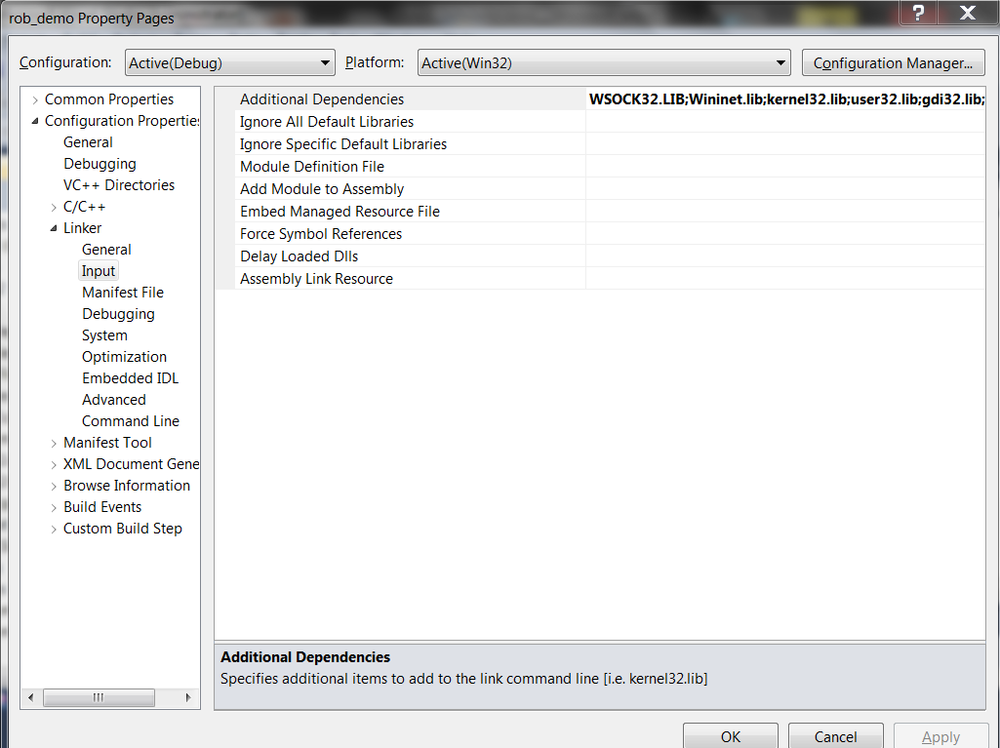 rob_demo Property Pages
Configuration: Active(Debug) Platform: Active(Win32) Configuration Manager...
Common Properties
Configuration Properties
General
Debugging
VC++ Directories
C/C++
Linker
General
Input
Manifest File
Debugging
System
Optimization
Embedded IDL
Advanced
Command Line
Manifest Tool
XML Document Gene
Browse Information
Build Events
Custom Build Step
Additional Dependencies WSOCK32.LIB;Wininet.lib;kernel32.lib;user32.lib;gdi32.lib;
Ignore All Default Libraries
Ignore Specific Default Libraries
Module Definition File
Add Module to Assembly
Embed Managed Resource File
Force Symbol References
Delay Loaded Dlls
Assembly Link Resource
Additional Dependencies
Specifies additional items to add to the link command line [i.e. kernel32.lib]
OK Cancel Apply